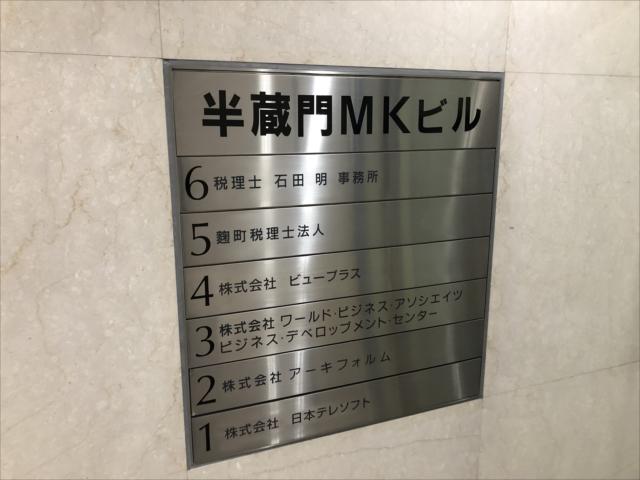 半蔵門MKビル
6 税理士 石田 明 事務所
5 麹町税理士法人
4 株式会社 ビュープラス
3 株式会社 ワールド・ビジネス・アソシエイツ
ビジネス・デベロップメント・センター
2 株式会社 アーキフォルム
1 株式会社 日本テレソフト